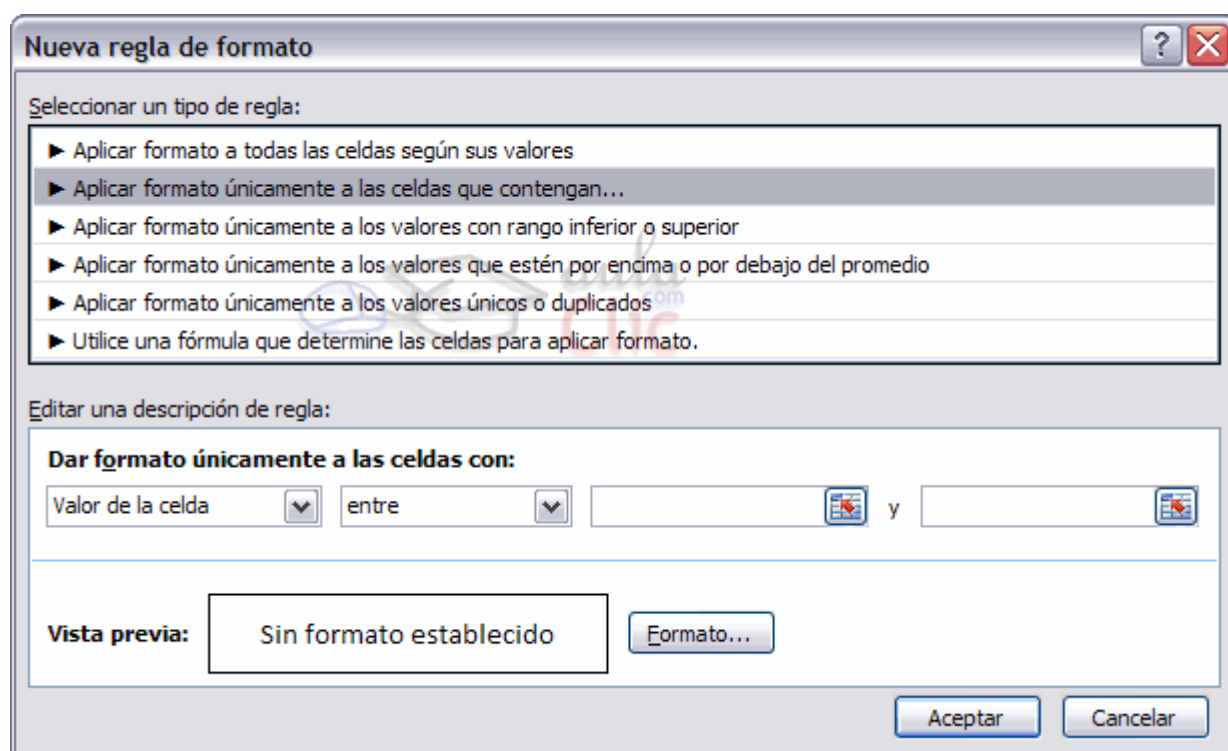 Nueva regla de formato
Seleccionar un tipo de regla:
► Aplicar formato a todas las celdas según sus valores
► Aplicar formato únicamente a las celdas que contengan...
► Aplicar formato únicamente a los valores con rango inferior o superior
► Aplicar formato únicamente a los valores que estén por encima o por debajo del promedio
► Aplicar formato únicamente a los valores únicos o duplicados
► Utilice una fórmula que determine las celdas para aplicar formato.
aula
.com
Clic
Editar una descripción de regla:
Dar formato únicamente a las celdas con:
Valor de la celda entre y
Vista previa: Sin formato establecido Formato...
Aceptar Cancelar